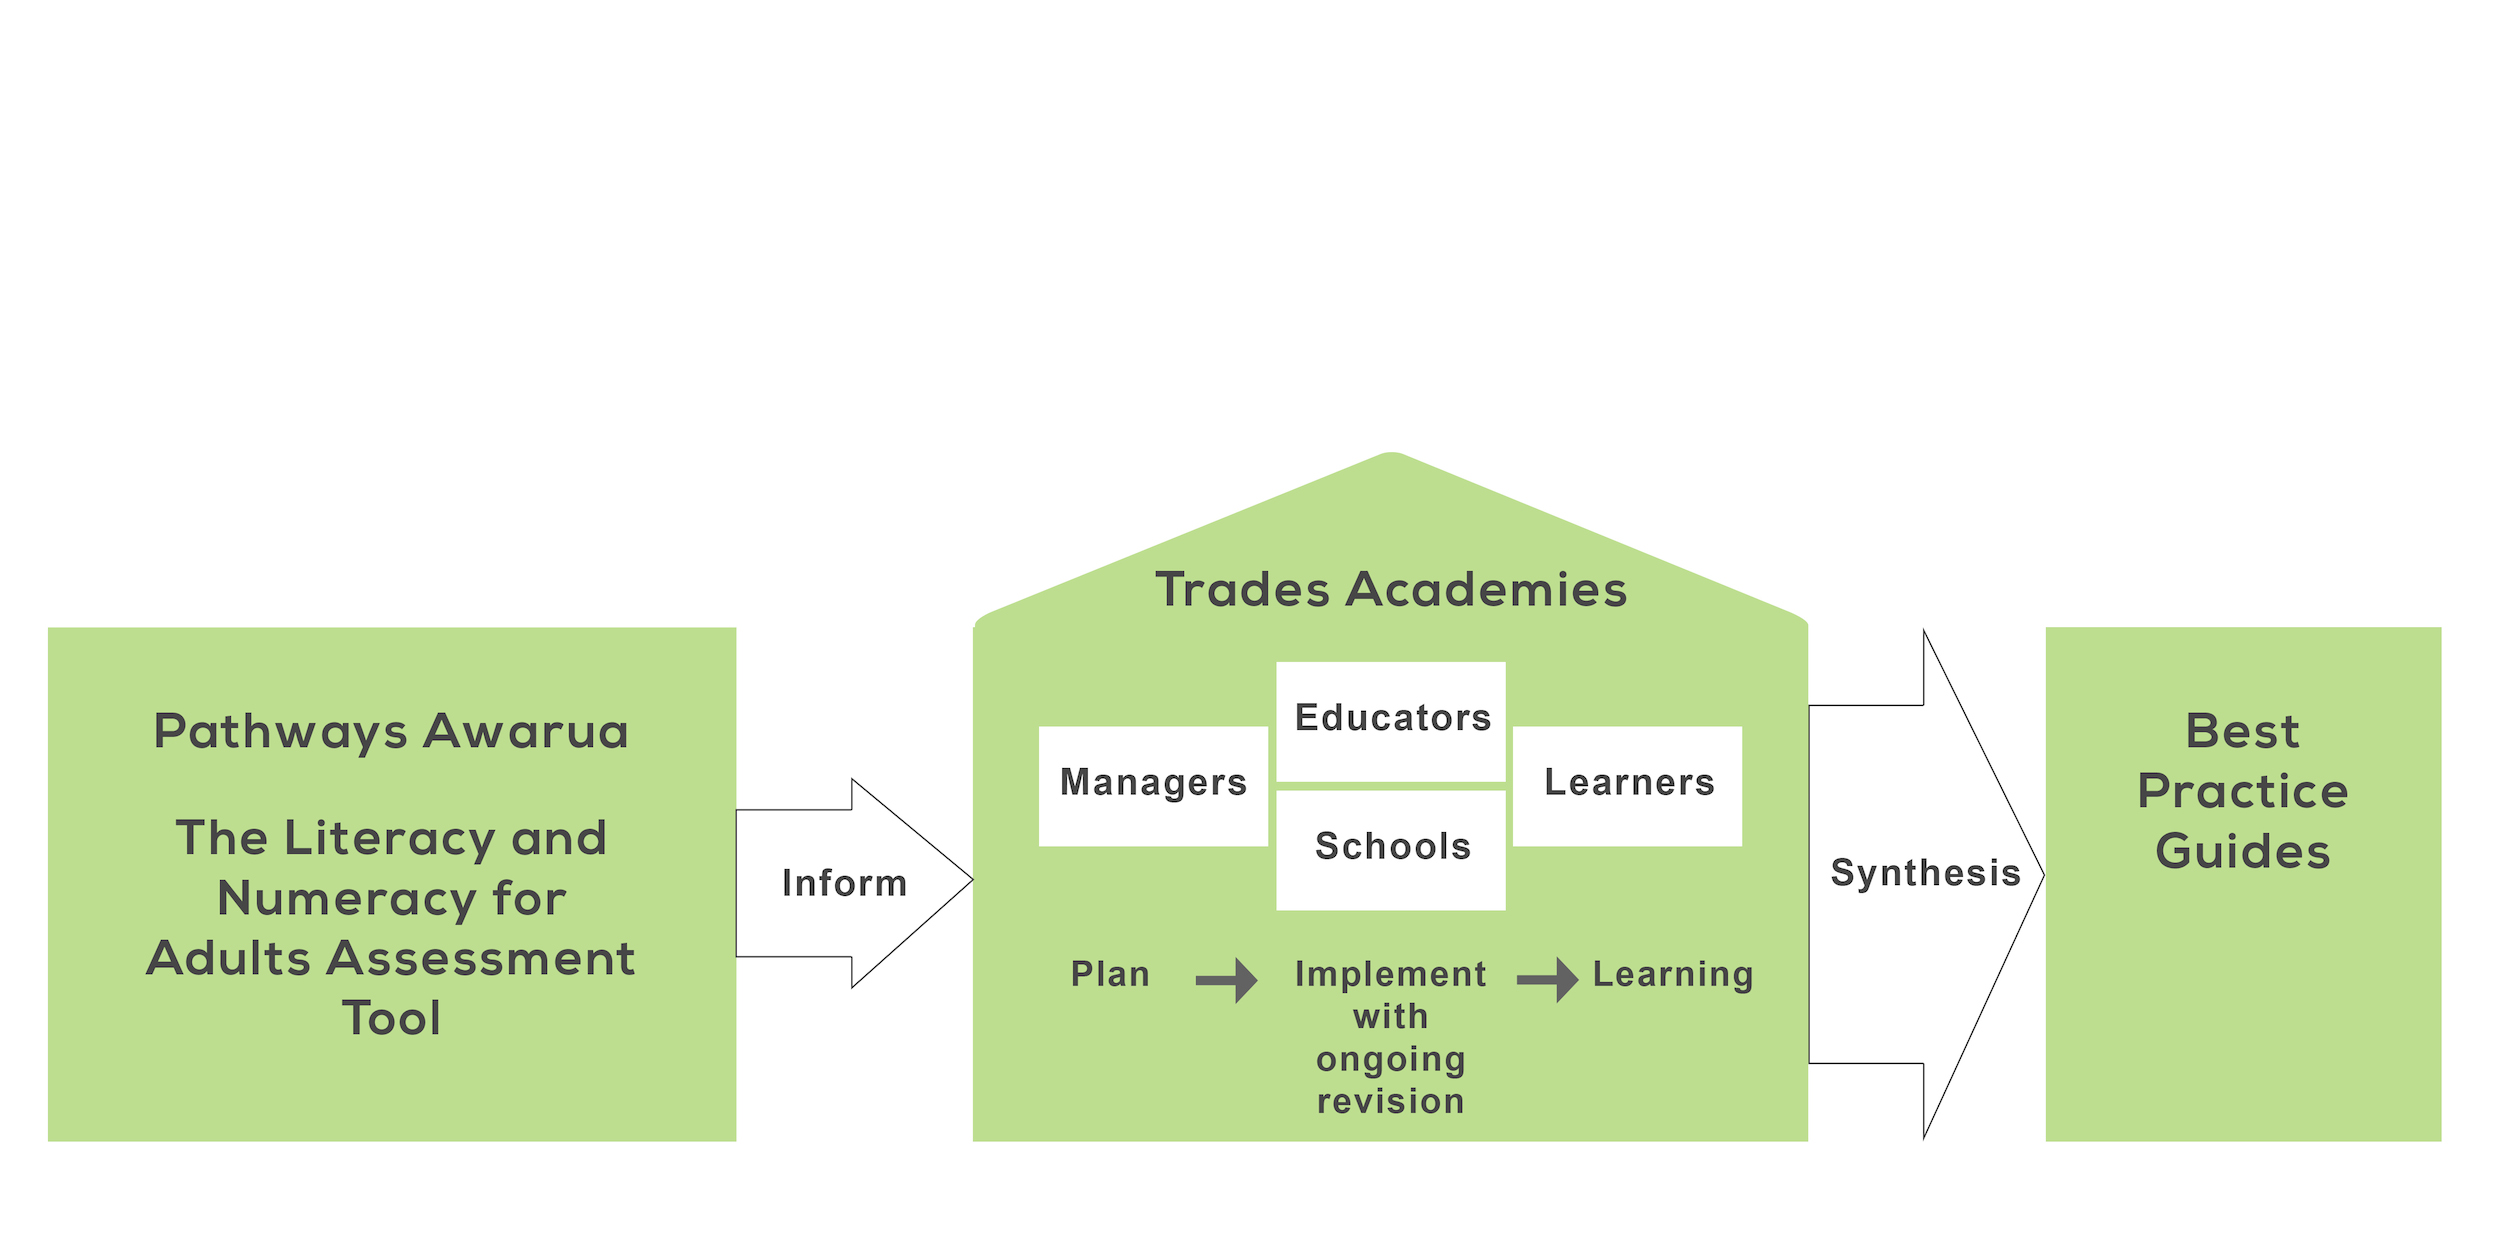 Pathways Awarua
The Literacy and
Numeracy for
Adults Assessment
Tool
Inform
Trades Academies
Managers
Educators
Schools
Learners
Plan
Implement
with
ongoing
revision
Learning
Synthesis
Best
Practice
Guides